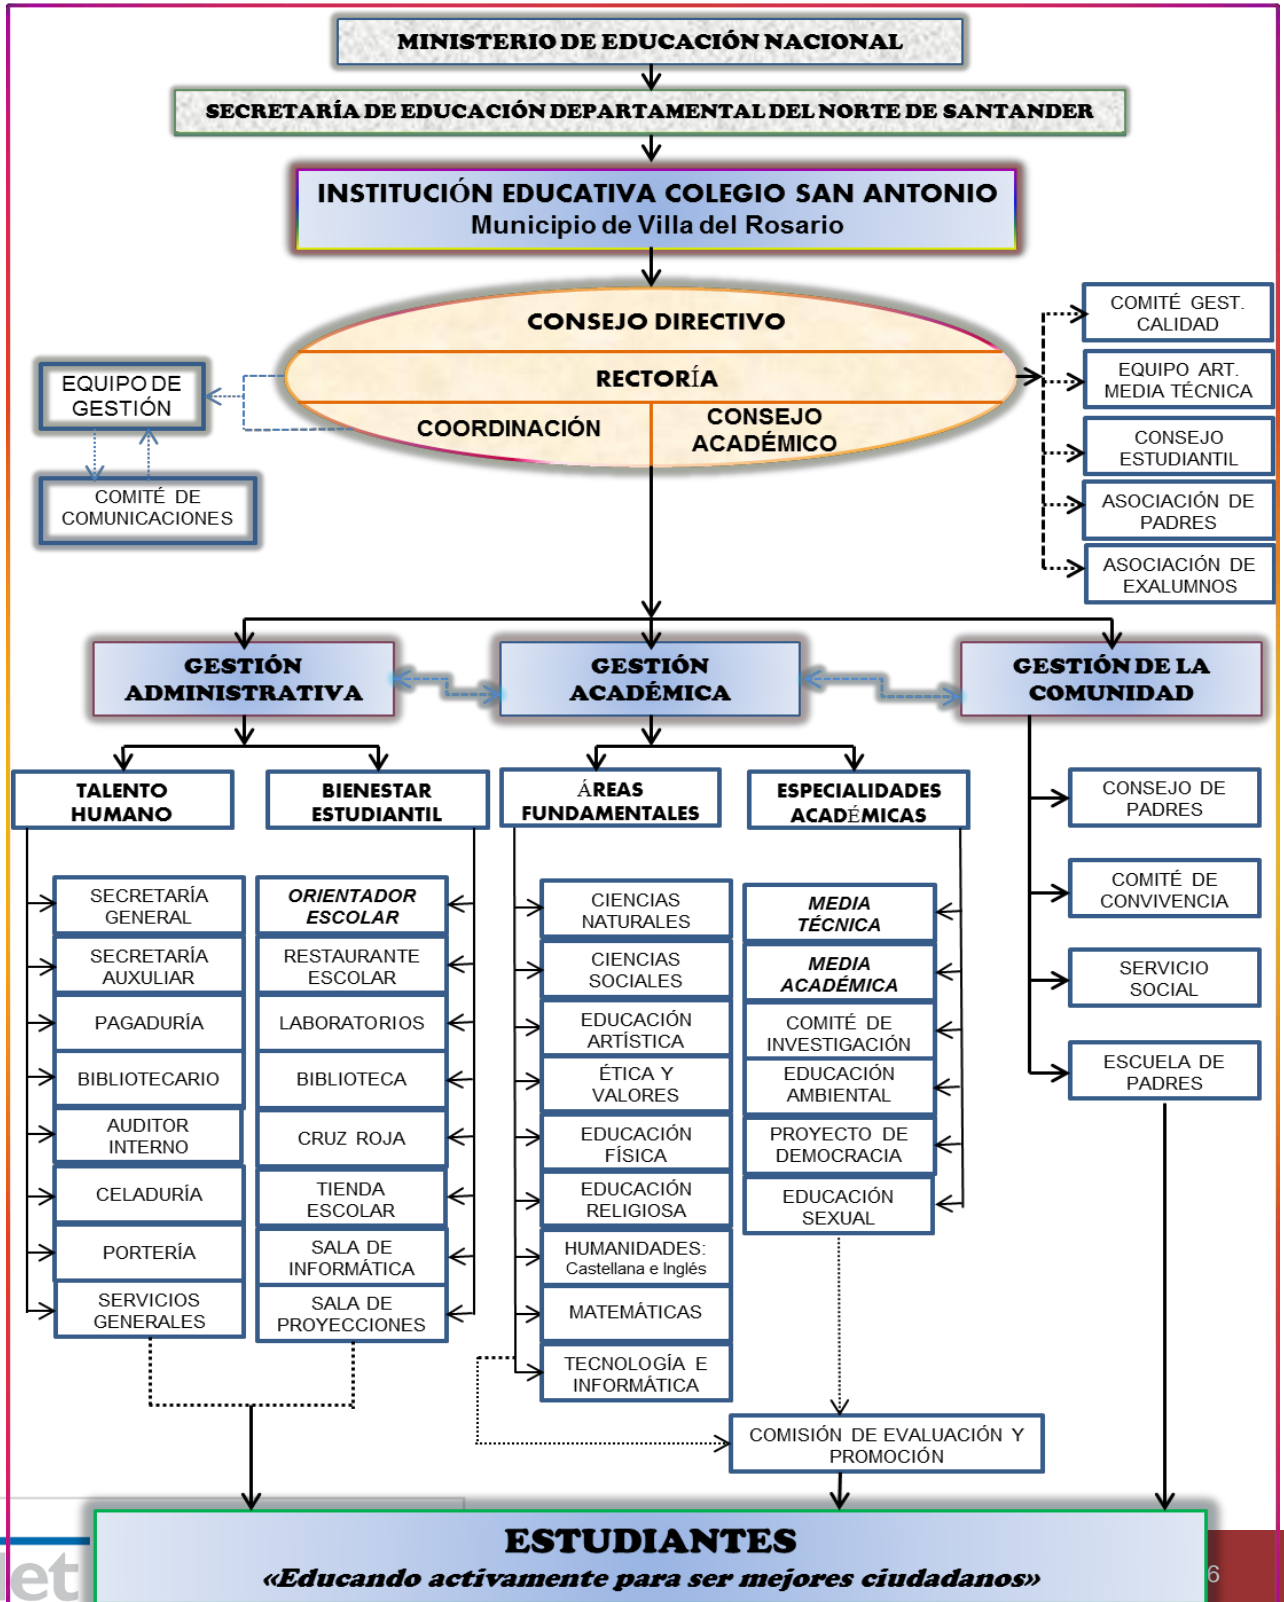 MINISTERIO DE EDUCACIÓN NACIONAL
SECRETARÍA DE EDUCACIÓN DEPARTAMENTAL DEL NORTE DE SANTANDER
INSTITUCIÓN EDUCATIVA COLEGIO SAN ANTONIO
Municipio de Villa del Rosario
CONSEJO DIRECTIVO
RECTORÍA
COORDINACIÓN
CONSEJO
ACADÉMICO
EQUIPO DE
GESTIÓN
COMITÉ DE
COMUNICACIONES
COMITÉ GEST.
CALIDAD
EQUIPO ART.
MEDIA TÉCNICA
CONSEJO
ESTUDIANTIL
ASOCIACIÓN DE
PADRES
ASOCIACIÓN DE
EXALUMNOS
GESTIÓN
ADMINISTRATIVA
GESTIÓN
ACADÉMICA
GESTIÓN DE LA
COMUNIDAD
TALENTO
HUMANO
BIENESTAR
ESTUDIANTIL
ÁREAS
FUNDAMENTALES
ESPECIALIDADES
ACADÉMICAS
SECRETARÍA
GENERAL
SECRETARÍA
AUXULIAR
PAGADURÍA
BIBLIOTECARIO
AUDITOR
INTERNO
CELADURÍA
PORTERÍA
SERVICIOS
GENERALES
ORIENTADOR
ESCOLAR
RESTAURANTE
ESCOLAR
LABORATORIOS
BIBLIOTECA
CRUZ ROJA
TIENDA
ESCOLAR
SALA DE
INFORMÁTICA
SALA DE
PROYECCIONES
CIENCIAS
NATURALES
CIENCIAS
SOCIALES
EDUCACIÓN
ARTÍSTICA
ÉTICA Y
VALORES
EDUCACIÓN
FÍSICA
EDUCACIÓN
RELIGIOSA
HUMANIDADES:
Castellana e Inglés
MATEMÁTICAS
TECNOLOGÍA E
INFORMÁTICA
MEDIA
TÉCNICA
MEDIA
ACADÉMICA
COMITÉ DE
INVESTIGACIÓN
EDUCACIÓN
AMBIENTAL
PROYECTO DE
DEMOCRACIA
EDUCACIÓN
SEXUAL
CONSEJO DE
PADRES
COMITÉ DE
CONVIVENCIA
SERVICIO
SOCIAL
ESCUELA DE
PADRES
COMISIÓN DE EVALUACIÓN Y
PROMOCIÓN
ESTUDIANTES
«Educando activamente para ser mejores ciudadanos»
et
6